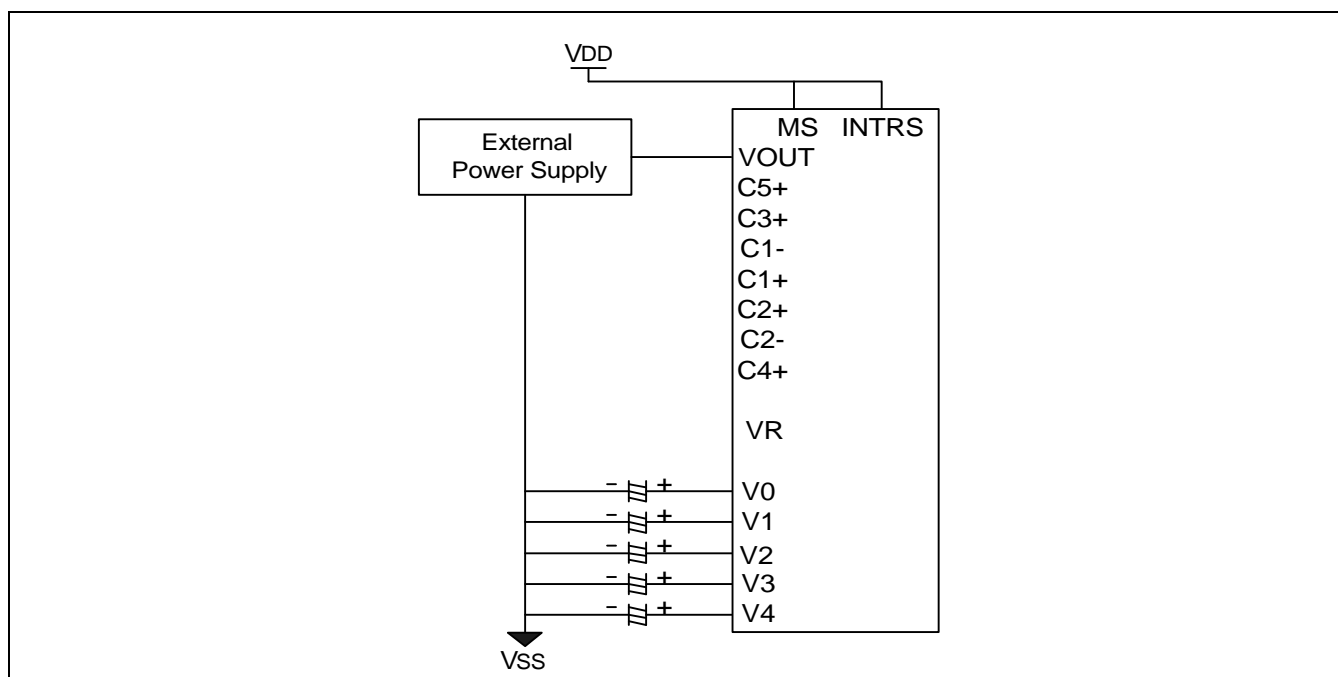 VDD
MS INTRS
External
Power Supply
VOUT
C5+
C3+
C1-
C1+
C2+
C2-
C4+
VR
- + V0
- + V1
- + V2
- + V3
- + V4
VSS